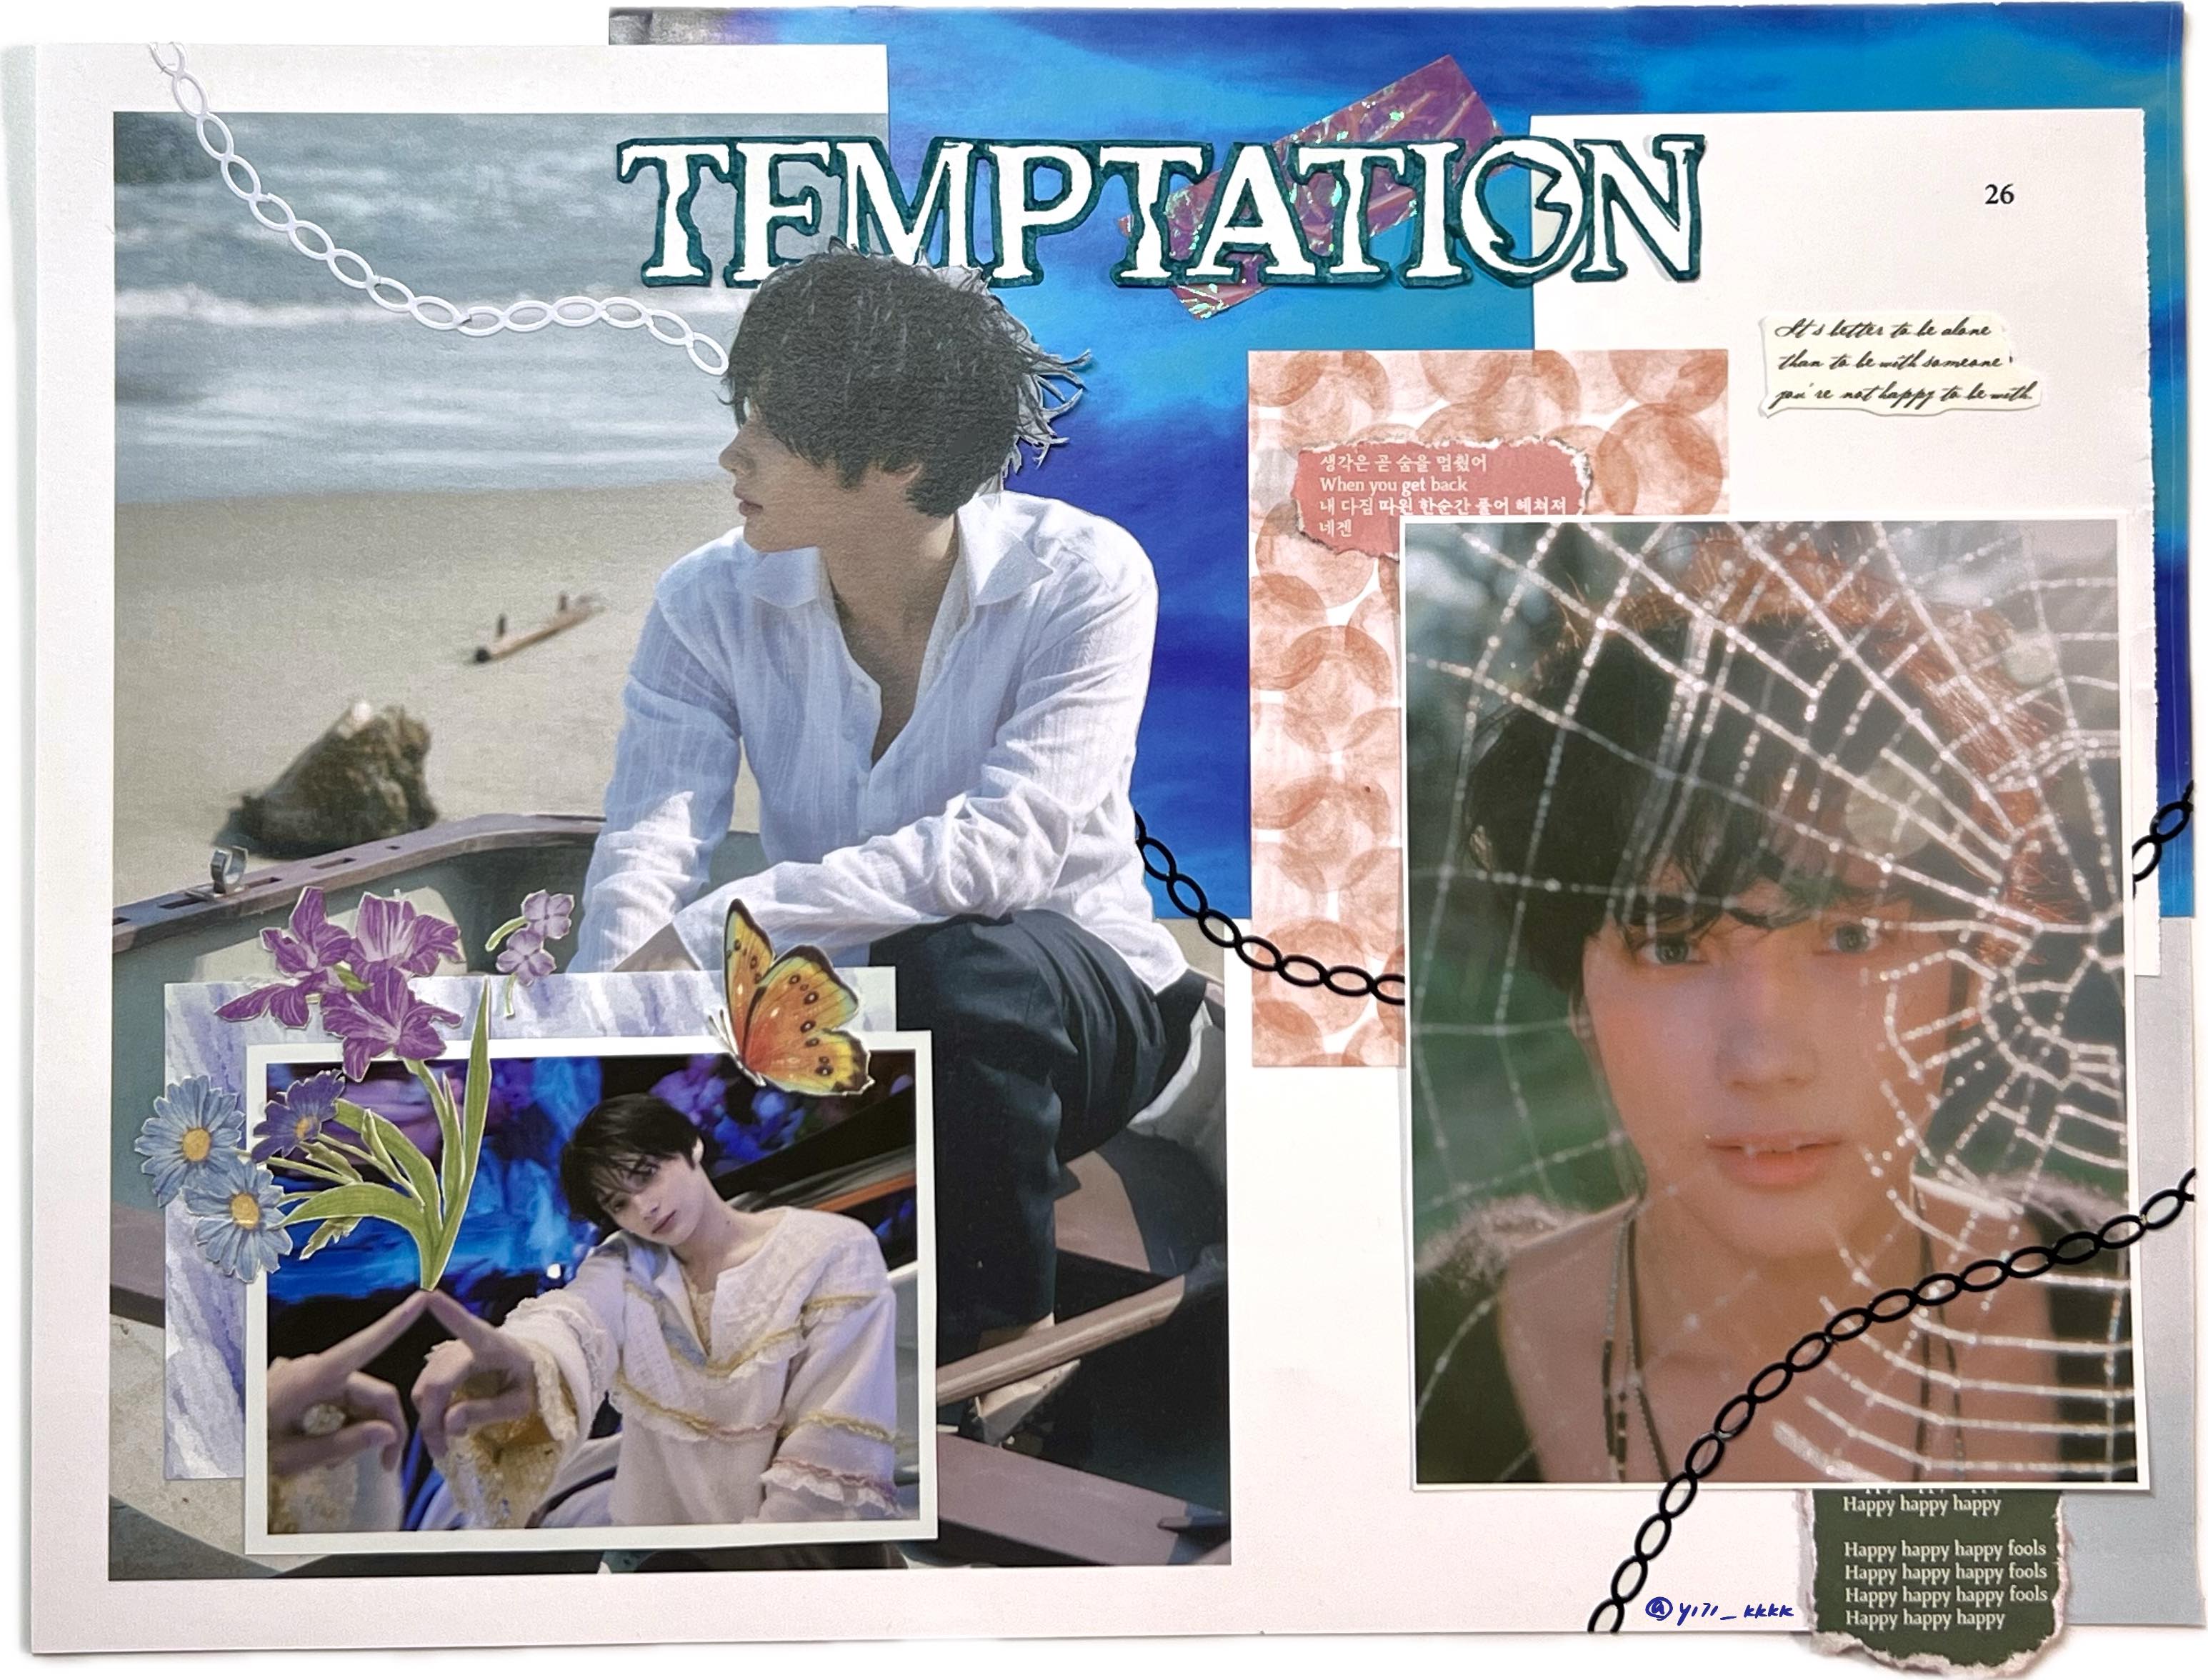 TEMPTATION
26
It's better to be alone
than to be with someone
you're not happy to be with
생각은 곧 숨을 멈췄어
When you get back
내 다짐 따윈 한순간 풀어 헤쳐져
네겐
Happy happy happy
Happy happy happy fools
Happy happy happy fools
Happy happy happy fools
Happy happy happy
@yı7ı_kkkk